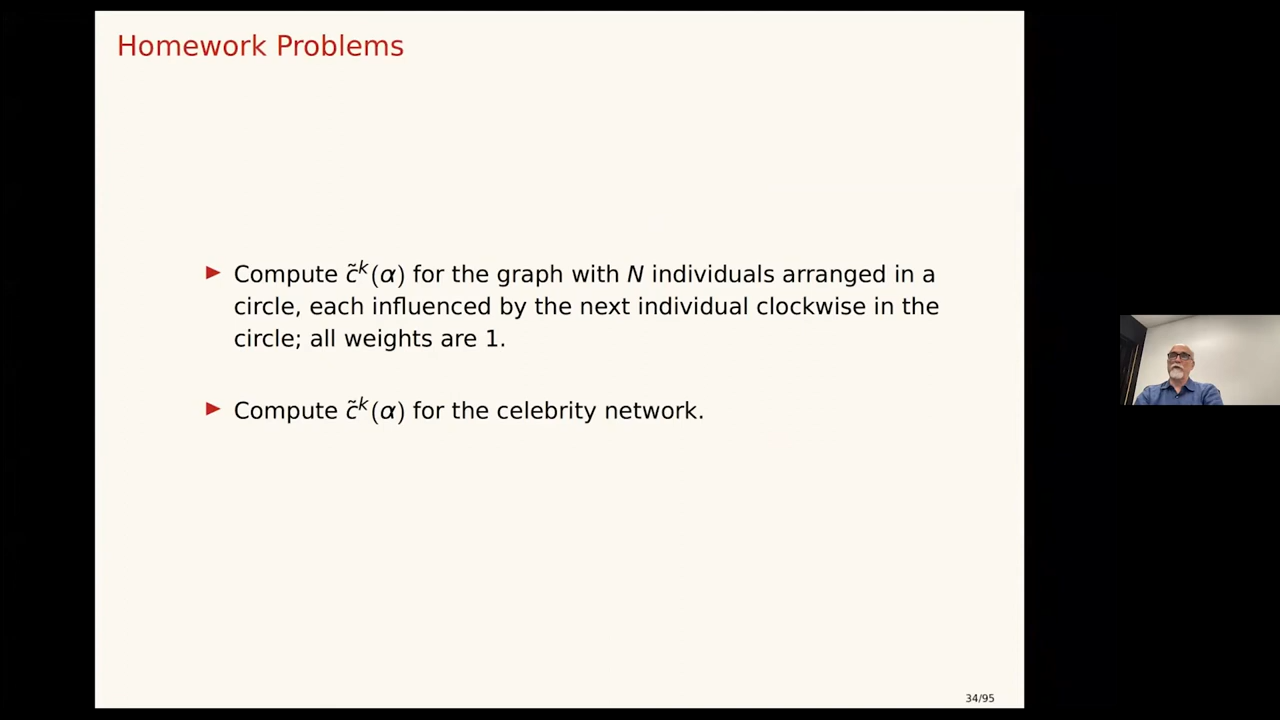 Homework Problems
▶ Compute c̃ᵏ(α) for the graph with N individuals arranged in a
circle, each influenced by the next individual clockwise in the
circle; all weights are 1.
▶ Compute c̃ᵏ(α) for the celebrity network.
34/95